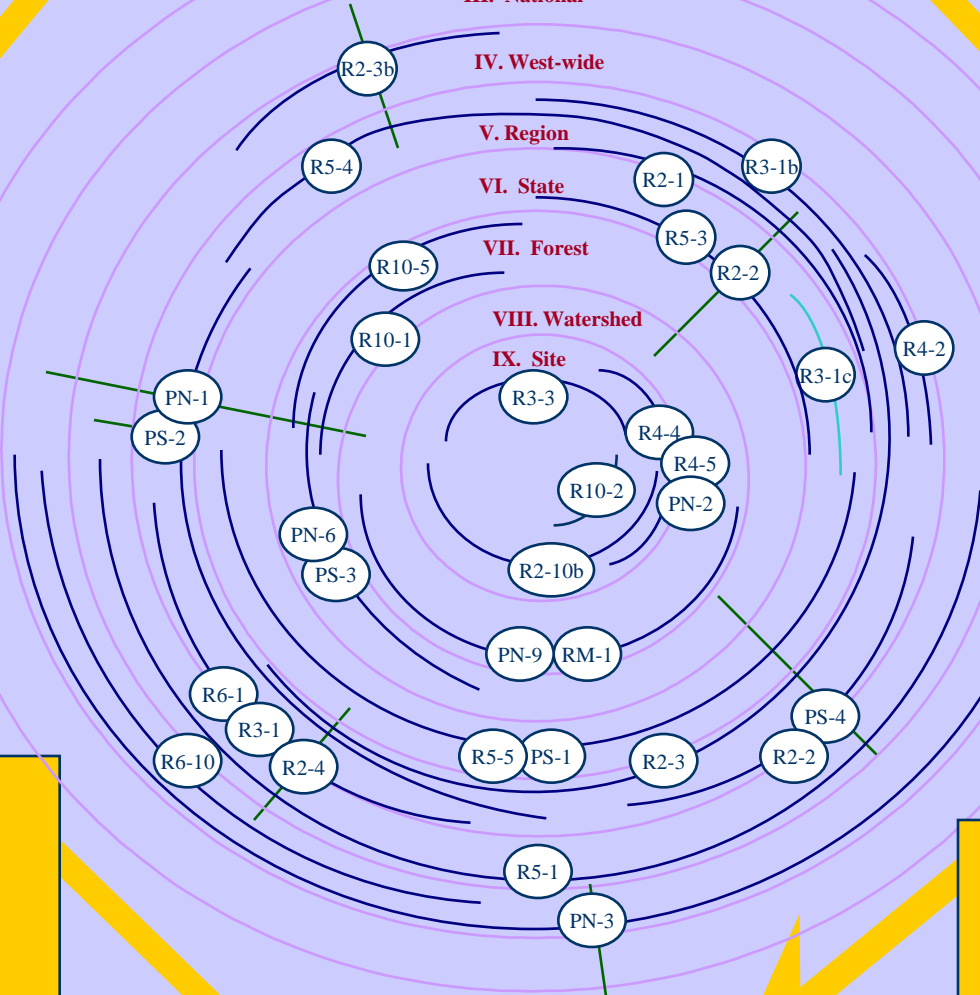 III. National
IV. West-wide
R2-3b
V. Region
R5-4
R2-1
R3-1b
VI. State
R5-3
VII. Forest
R10-5
R2-2
VIII. Watershed
R10-1
R4-2
IX. Site
R3-1c
PN-1
R3-3
PS-2
R4-4
R4-5
R10-2
PN-2
PN-6
PS-3
R2-10b
PN-9
RM-1
R6-1
R3-1
PS-4
R6-10
R2-4
R5-5
PS-1
R2-3
R2-2
R5-1
PN-3